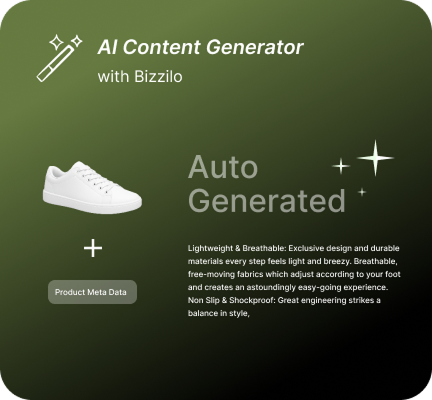 AI Content Generator
with Bizzilo
Auto
Generated
+
Product Meta Data
Lightweight & Breathable: Exclusive design and durable
materials every step feels light and breezy. Breathable,
free-moving fabrics which adjust according to your foot
and creates an astoundingly easy-going experience.
Non Slip & Shockproof: Great engineering strikes a
balance in style,